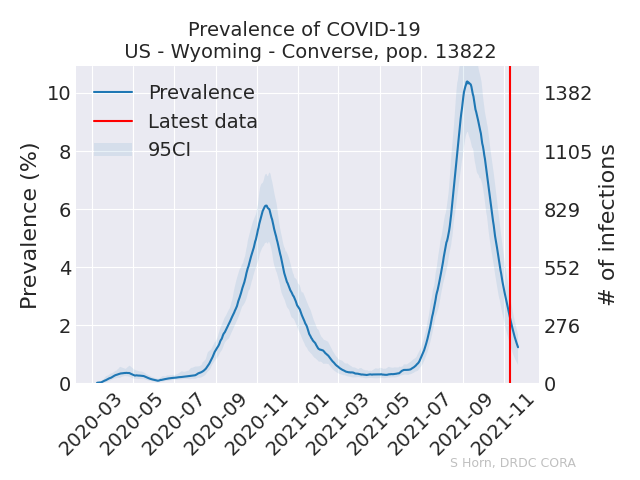 Prevalence of COVID-19
US - Wyoming - Converse, pop. 13822
Prevalence
Latest data
95CI
Prevalence (%)
10
8
6
4
2
0
# of infections
1382
1105
829
552
276
0
2020-03
2020-05
2020-07
2020-09
2020-11
2021-01
2021-03
2021-05
2021-07
2021-09
2021-11
S Horn, DRDC CORA